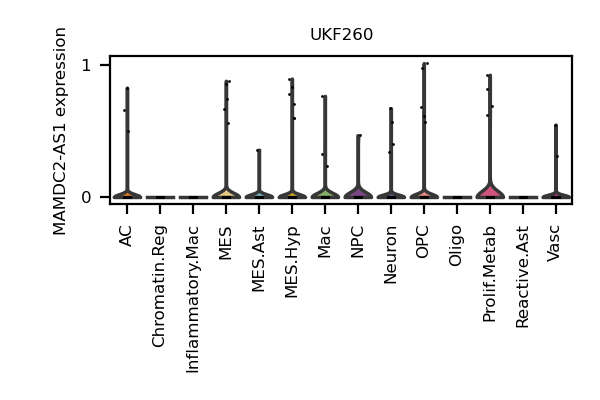 UKF260
MAMDC2-AS1 expression
1
0
AC
Chromatin.Reg
Inflammatory.Mac
MES
MES.Ast
MES.Hyp
Mac
NPC
Neuron
OPC
Oligo
Prolif.Metab
Reactive.Ast
Vasc